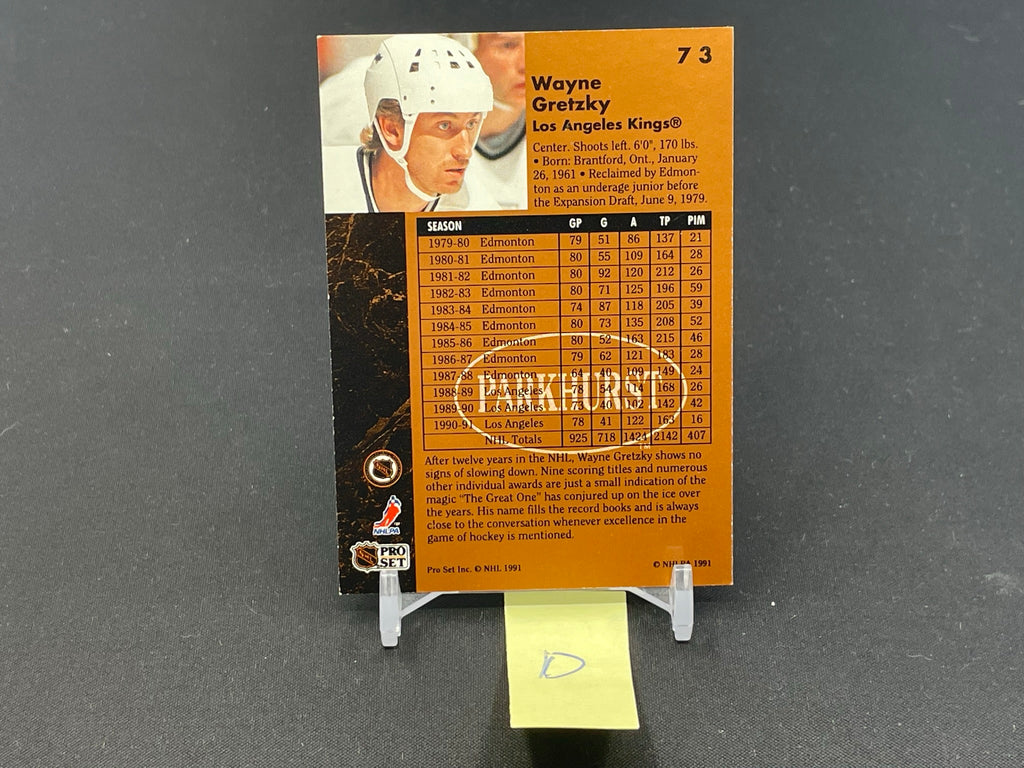 73
Wayne
Gretzky
Los Angeles Kings®
Center. Shoots left. 6'0", 170 lbs.
• Born: Brantford, Ont., January
26, 1961 • Reclaimed by Edmon-
ton as an underage junior before
the Expansion Draft, June 9, 1979.
SEASON GP G A TP PIM
1979-80 Edmonton 79 51 86 137 21
1980-81 Edmonton 80 55 109 164 28
1981-82 Edmonton 80 92 120 212 26
1982-83 Edmonton 80 71 125 196 59
1983-84 Edmonton 74 87 118 205 39
1984-85 Edmonton 80 73 135 208 52
1985-86 Edmonton 80 52 163 215 46
1986-87 Edmonton 79 62 121 183 28
1987-88 Edmonton 64 40 109 149 24
1988-89 Los Angeles 78 54 114 168 26
1989-90 Los Angeles 73 40 102 142 42
1990-91 Los Angeles 78 41 122 163 16
NHL Totals 925 718 1424 2142 407
PARKHURST
After twelve years in the NHL, Wayne Gretzky shows no
signs of slowing down. Nine scoring titles and numerous
other individual awards are just a small indication of the
magic "The Great One" has conjured up on the ice over
the years. His name fills the record books and is always
close to the conversation whenever excellence in the
game of hockey is mentioned.
NHLPA
PRO
SET
Pro Set Inc. © NHL 1991 © NHLPA 1991
D